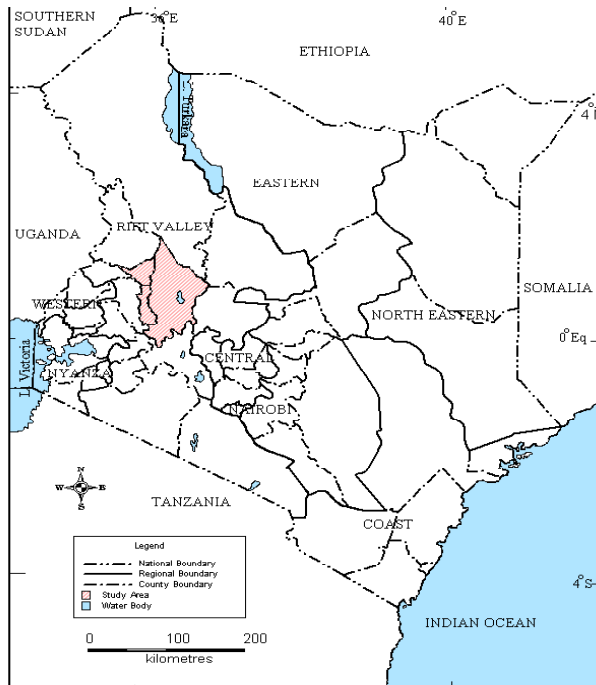 SOUTHERN
SUDAN
36°E
40°E
ETHIOPIA
4°N
L. Turkana
EASTERN
RIFT VALLEY
UGANDA
SOMALIA
WESTERN
NORTH EASTERN
0°Eq
L. Victoria
CENTRAL
NYANZA
NAIROBI
N
W E
S
TANZANIA
COAST
Legend
National Boundary
Regional Boundary
County Boundary
Study Area
Water Body
4°S
0 100 200
kilometres
INDIAN OCEAN